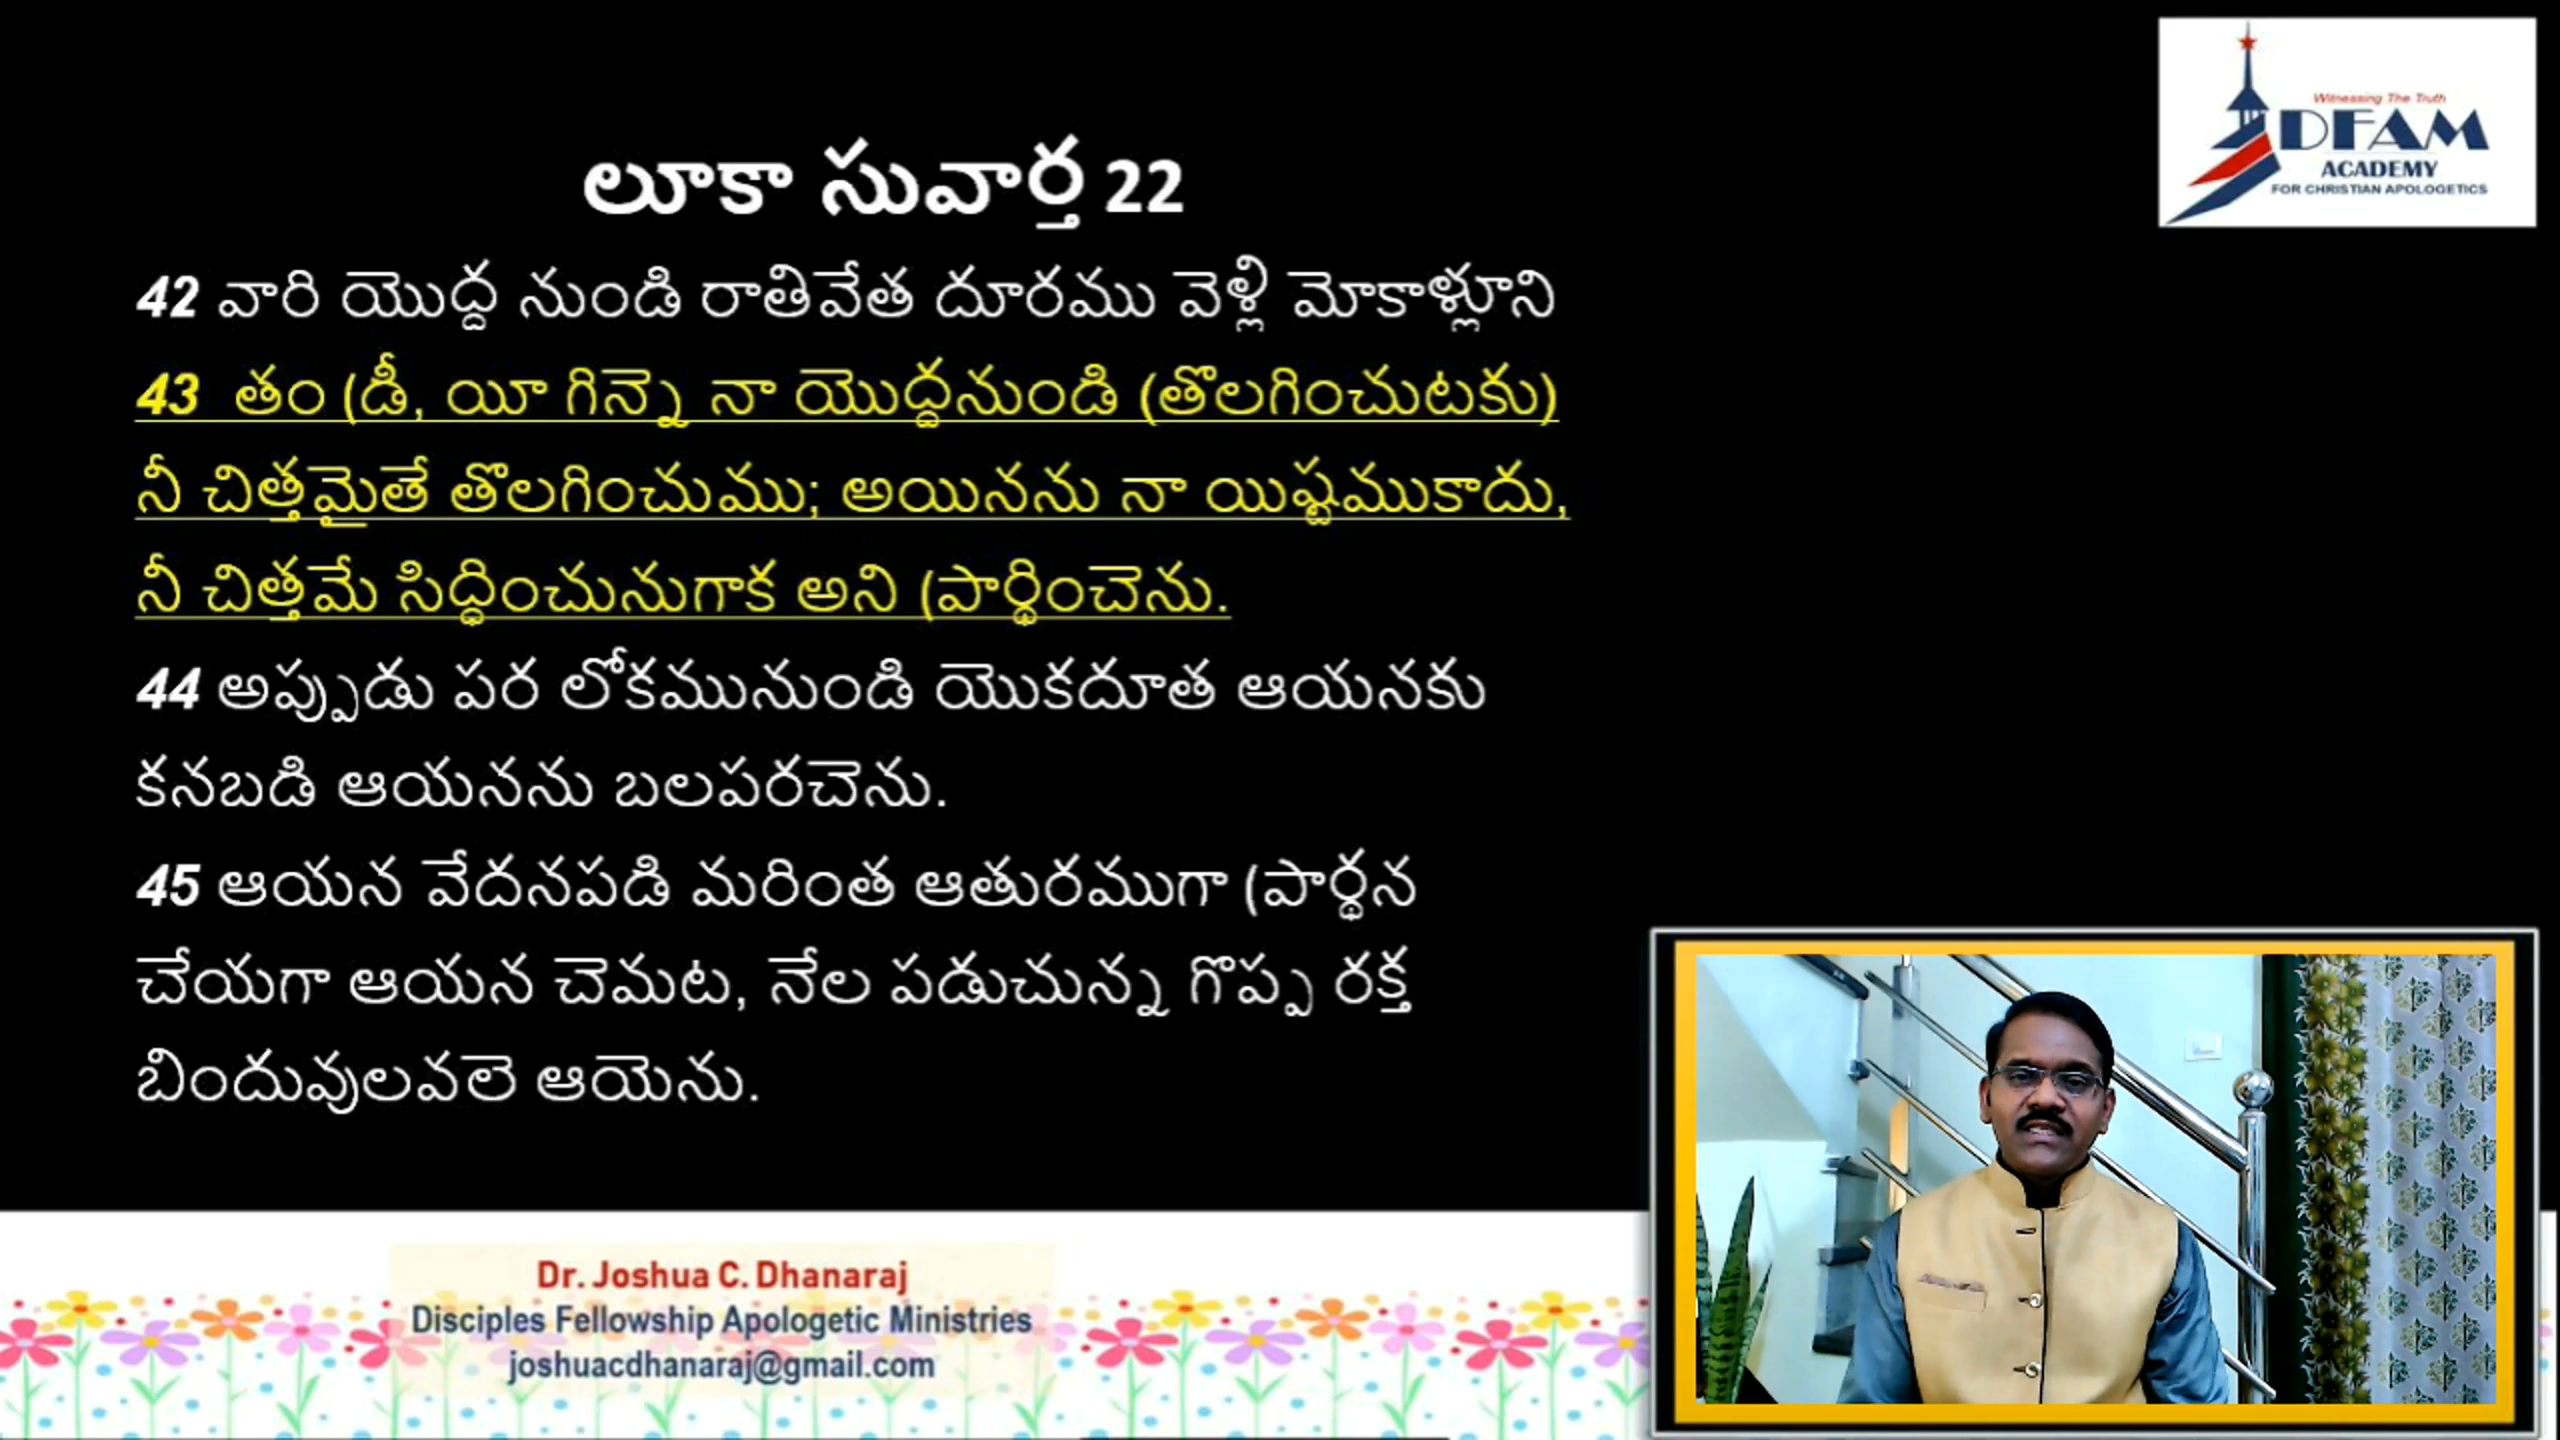 Witnessing The Truth
DFAM
ACADEMY
FOR CHRISTIAN APOLOGETICS
లూకా సువార్త 22
42 వారి యొద్ద నుండి రాతివేత దూరము వెళ్లి మోకాళ్లూని
43 తం(డీ, యీ గిన్నె నా యొద్దనుండి (తొలగించుటకు)
నీ చిత్తమైతే తొలగించుము; అయినను నా యిష్టముకాదు,
నీ చిత్తమే సిద్ధించునుగాక అని (పార్థించెను.
44 అప్పుడు పర లోకమునుండి యొకదూత ఆయనకు
కనబడి ఆయనను బలపరచెను.
45 ఆయన వేదనపడి మరింత ఆతురముగా (పార్థన
చేయగా ఆయన చెమట, నేల పడుచున్న గొప్ప రక్త
బిందువులవలె ఆయెను.
Dr. Joshua C. Dhanaraj
Disciples Fellowship Apologetic Ministries
joshuacdhanaraj@gmail.com